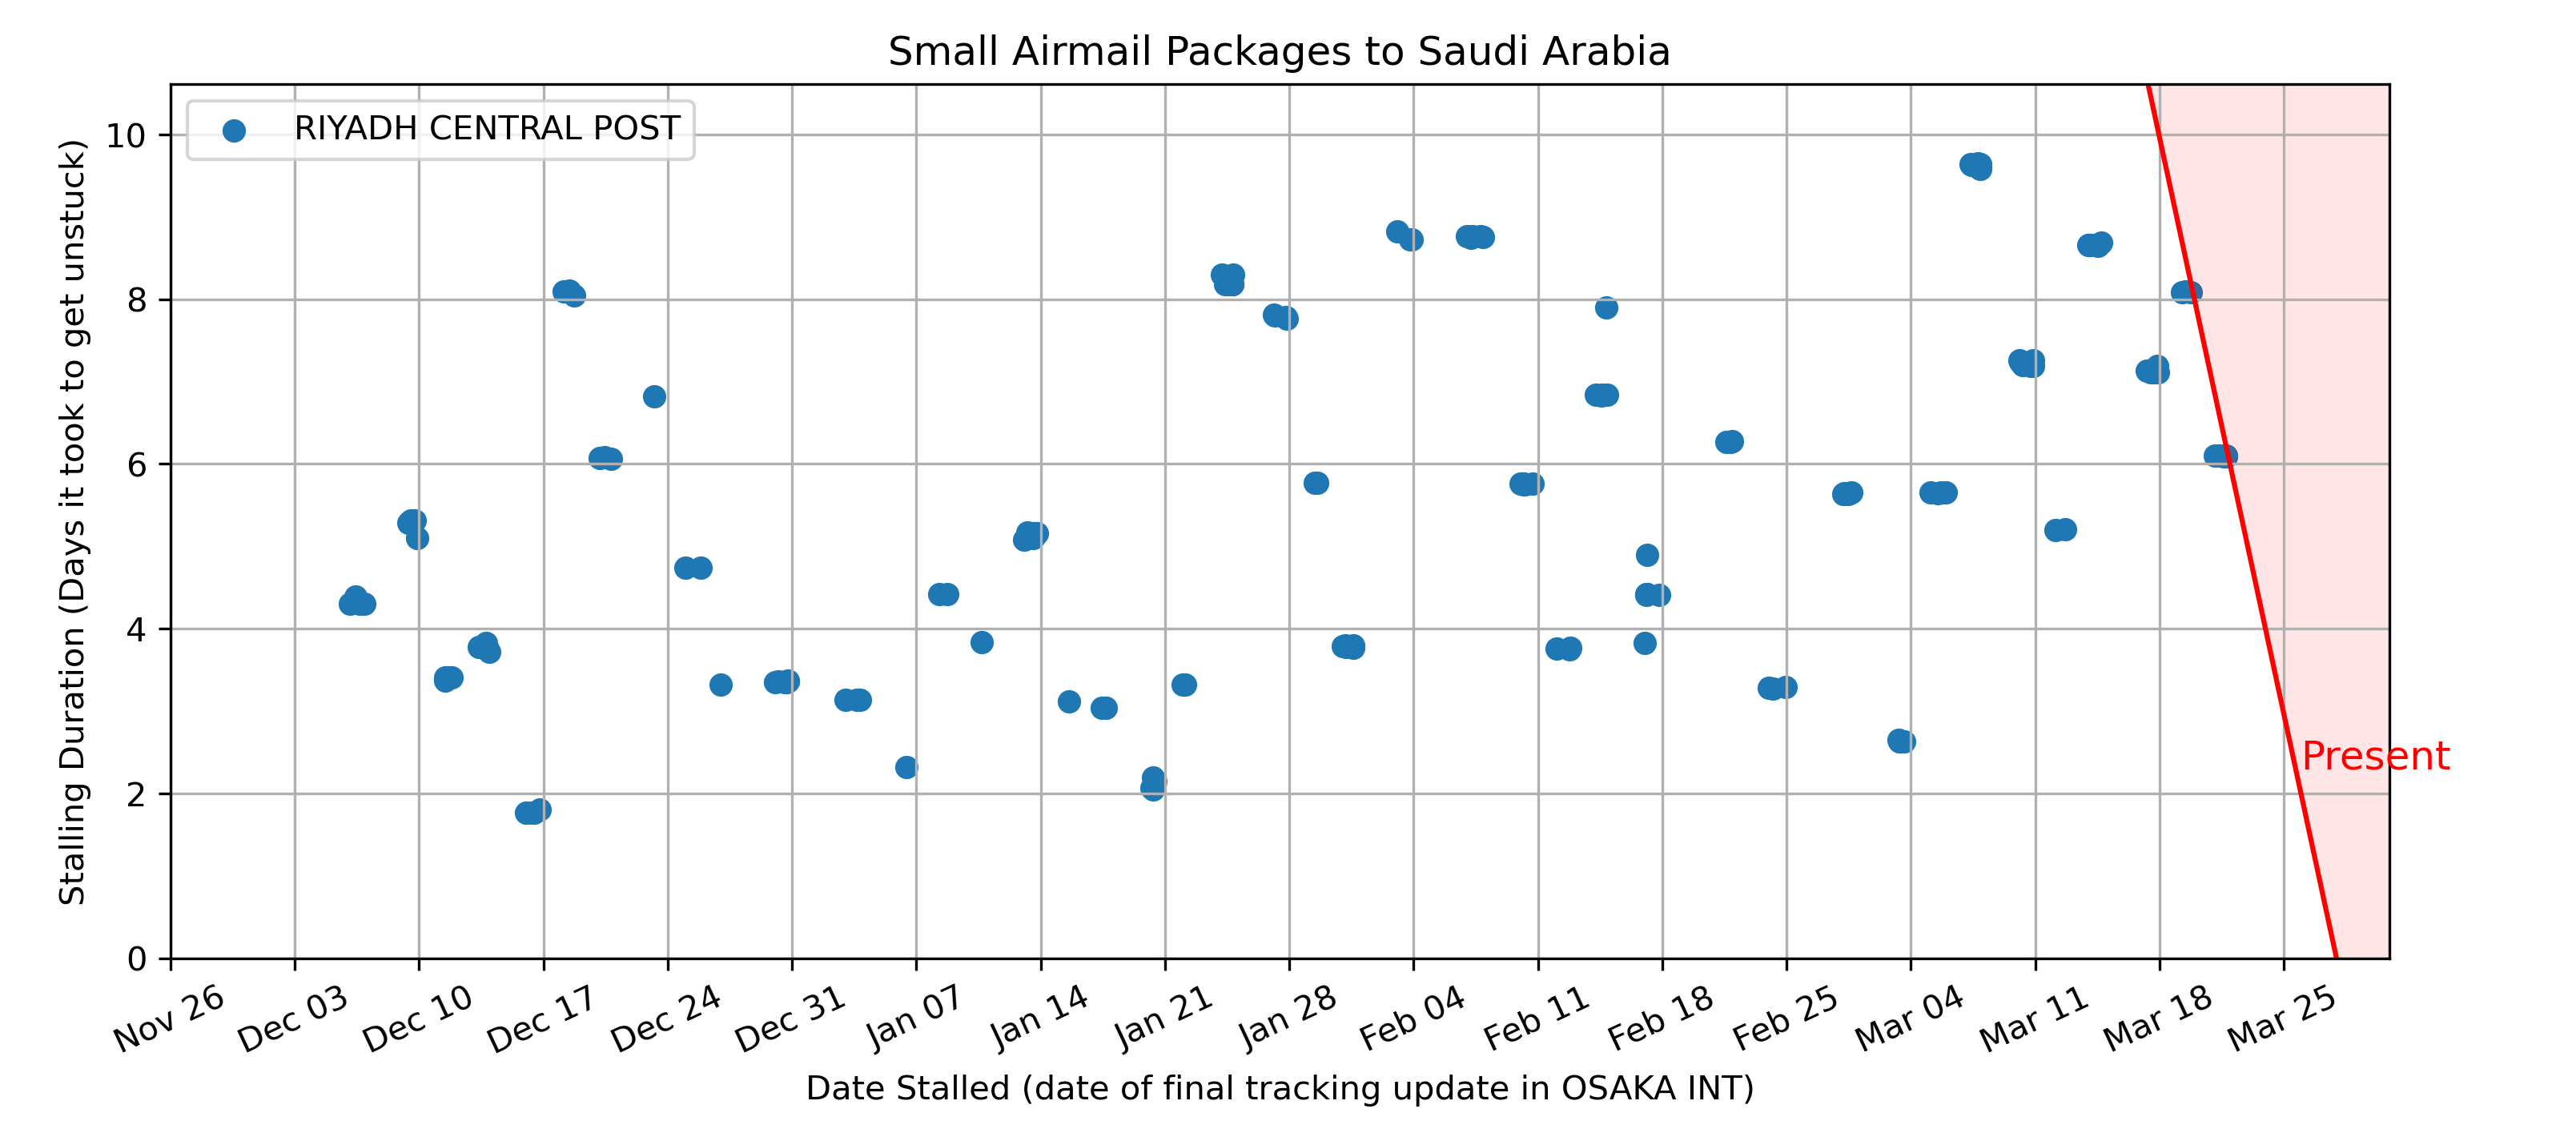 Small Airmail Packages to Saudi Arabia
RIYADH CENTRAL POST
Stalling Duration (Days it took to get unstuck)
10
8
6
4
2
0
Present
Nov 26
Dec 03
Dec 10
Dec 17
Dec 24
Dec 31
Jan 07
Jan 14
Jan 21
Jan 28
Feb 04
Feb 11
Feb 18
Feb 25
Mar 04
Mar 11
Mar 18
Mar 25
Date Stalled (date of final tracking update in OSAKA INT)